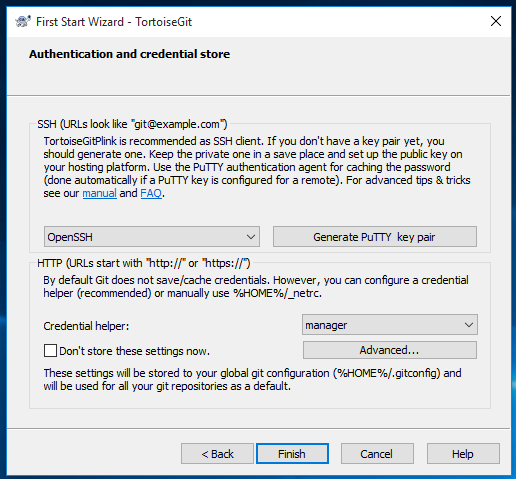 First Start Wizard - TortoiseGit
Authentication and credential store
SSH (URLs look like "git@example.com")
TortoiseGitPlink is recommended as SSH client. If you don't have a key pair yet, you
should generate one. Keep the private one in a save place and set up the public key on
your hosting platform. Use the PuTTY authentication agent for caching the password
(done automatically if a PuTTY key is configured for a remote). For advanced tips & tricks
see our manual and FAQ.
OpenSSH
Generate PuTTY key pair
HTTP (URLs start with "http://" or "https://")
By default Git does not save/cache credentials. However, you can configure a credential
helper (recommended) or manually use %HOME%/_netrc.
Credential helper:
manager
Don't store these settings now.
Advanced...
These settings will be stored to your global git configuration (%HOME%/.gitconfig) and
will be used for all your git repositories as a default.
< Back
Finish
Cancel
Help